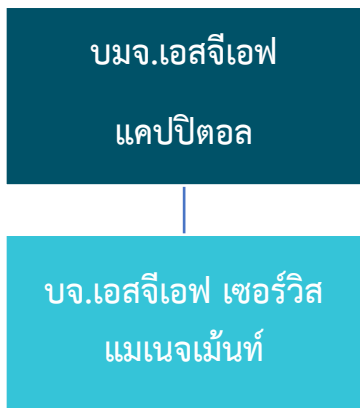 บมจ.เอสจีเอฟ
แคปปิตอล
บจ.เอสจีเอฟ เซอร์วิส
แมเนจเม้นท์